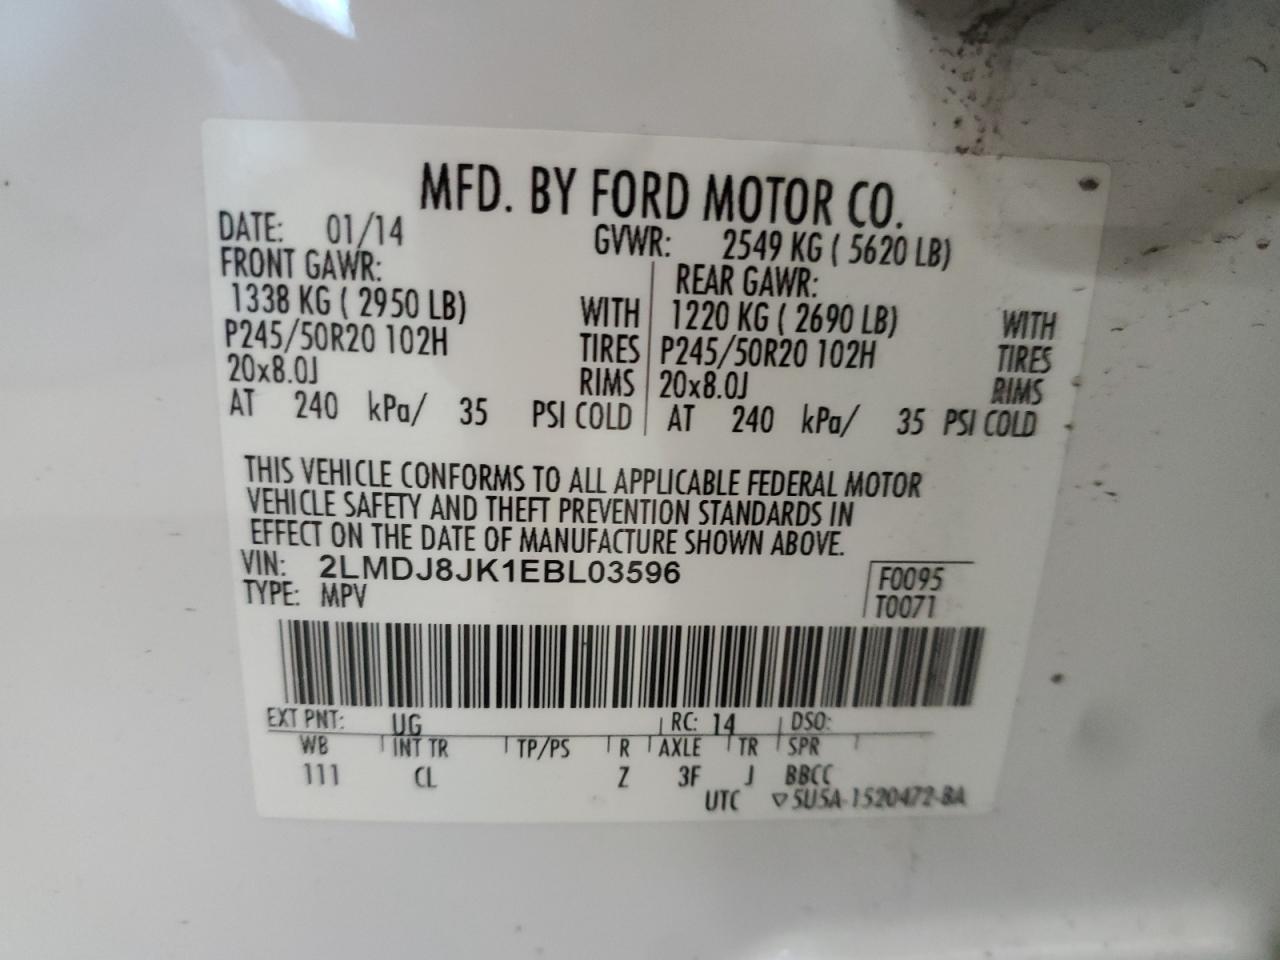 MFD. BY FORD MOTOR CO.
DATE: 01/14 GVWR: 2549 KG ( 5620 LB)
FRONT GAWR: REAR GAWR:
1338 KG ( 2950 LB) WITH 1220 KG ( 2690 LB) WITH
P245/50R20 102H TIRES P245/50R20 102H TIRES
20x8.0J RIMS 20x8.0J RIMS
AT 240 kPa/ 35 PSI COLD AT 240 kPa/ 35 PSI COLD
THIS VEHICLE CONFORMS TO ALL APPLICABLE FEDERAL MOTOR
VEHICLE SAFETY AND THEFT PREVENTION STANDARDS IN
EFFECT ON THE DATE OF MANUFACTURE SHOWN ABOVE.
VIN: 2LMDJ8JK1EBL03596 F0095
TYPE: MPV T0071
EXT PNT: UG RC: 14 DSO:
WB INT TR TP/PS R AXLE TR SPR
111 CL Z 3F J BBCC
UTC ▽5U5A-1520472-BA